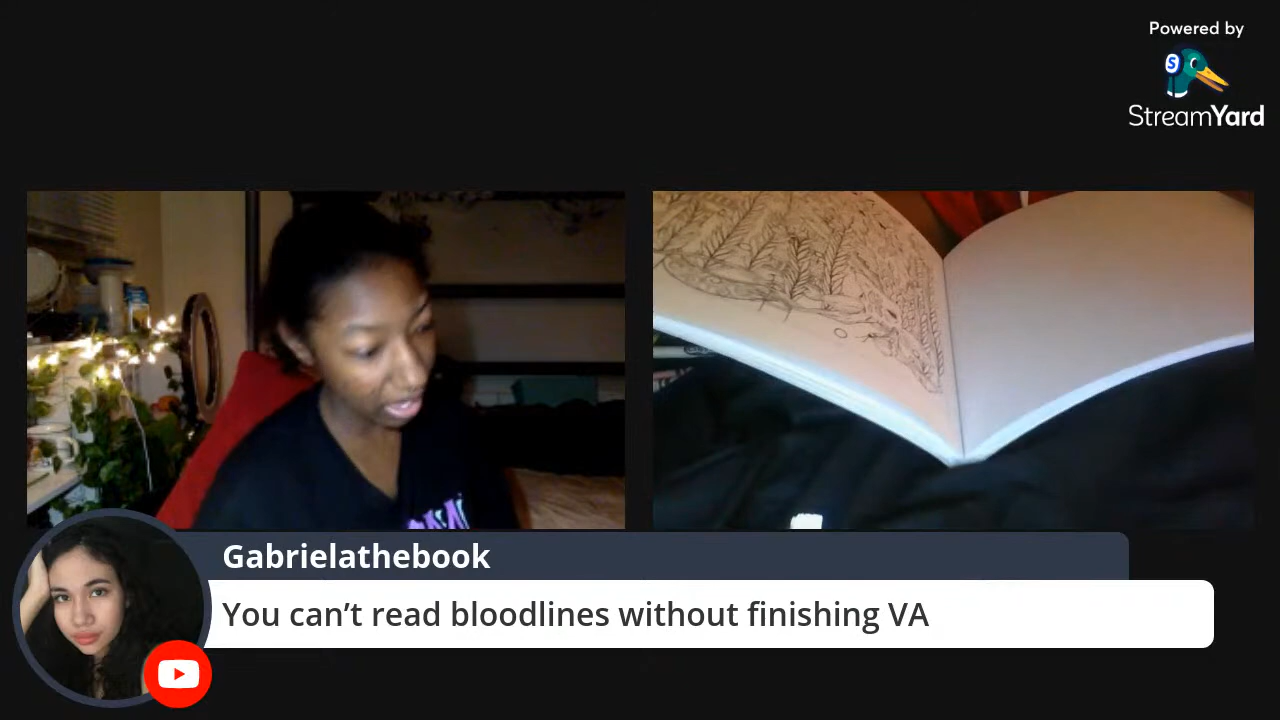 Powered by
StreamYard
Gabrielathebook
You can’t read bloodlines without finishing VA